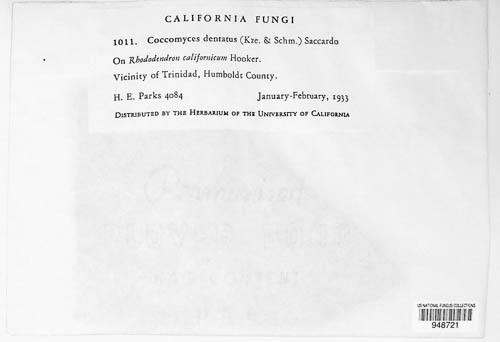 CALIFORNIA FUNGI
1011. Coccomyces dentatus (Kze. & Schm.) Saccardo
On Rhododendron californicum Hooker.
Vicinity of Trinidad, Humboldt County.
H. E. Parks 4084 January-February, 1933
DISTRIBUTED BY THE HERBARIUM OF THE UNIVERSITY OF CALIFORNIA
US NATIONAL FUNGUS COLLECTIONS
948721